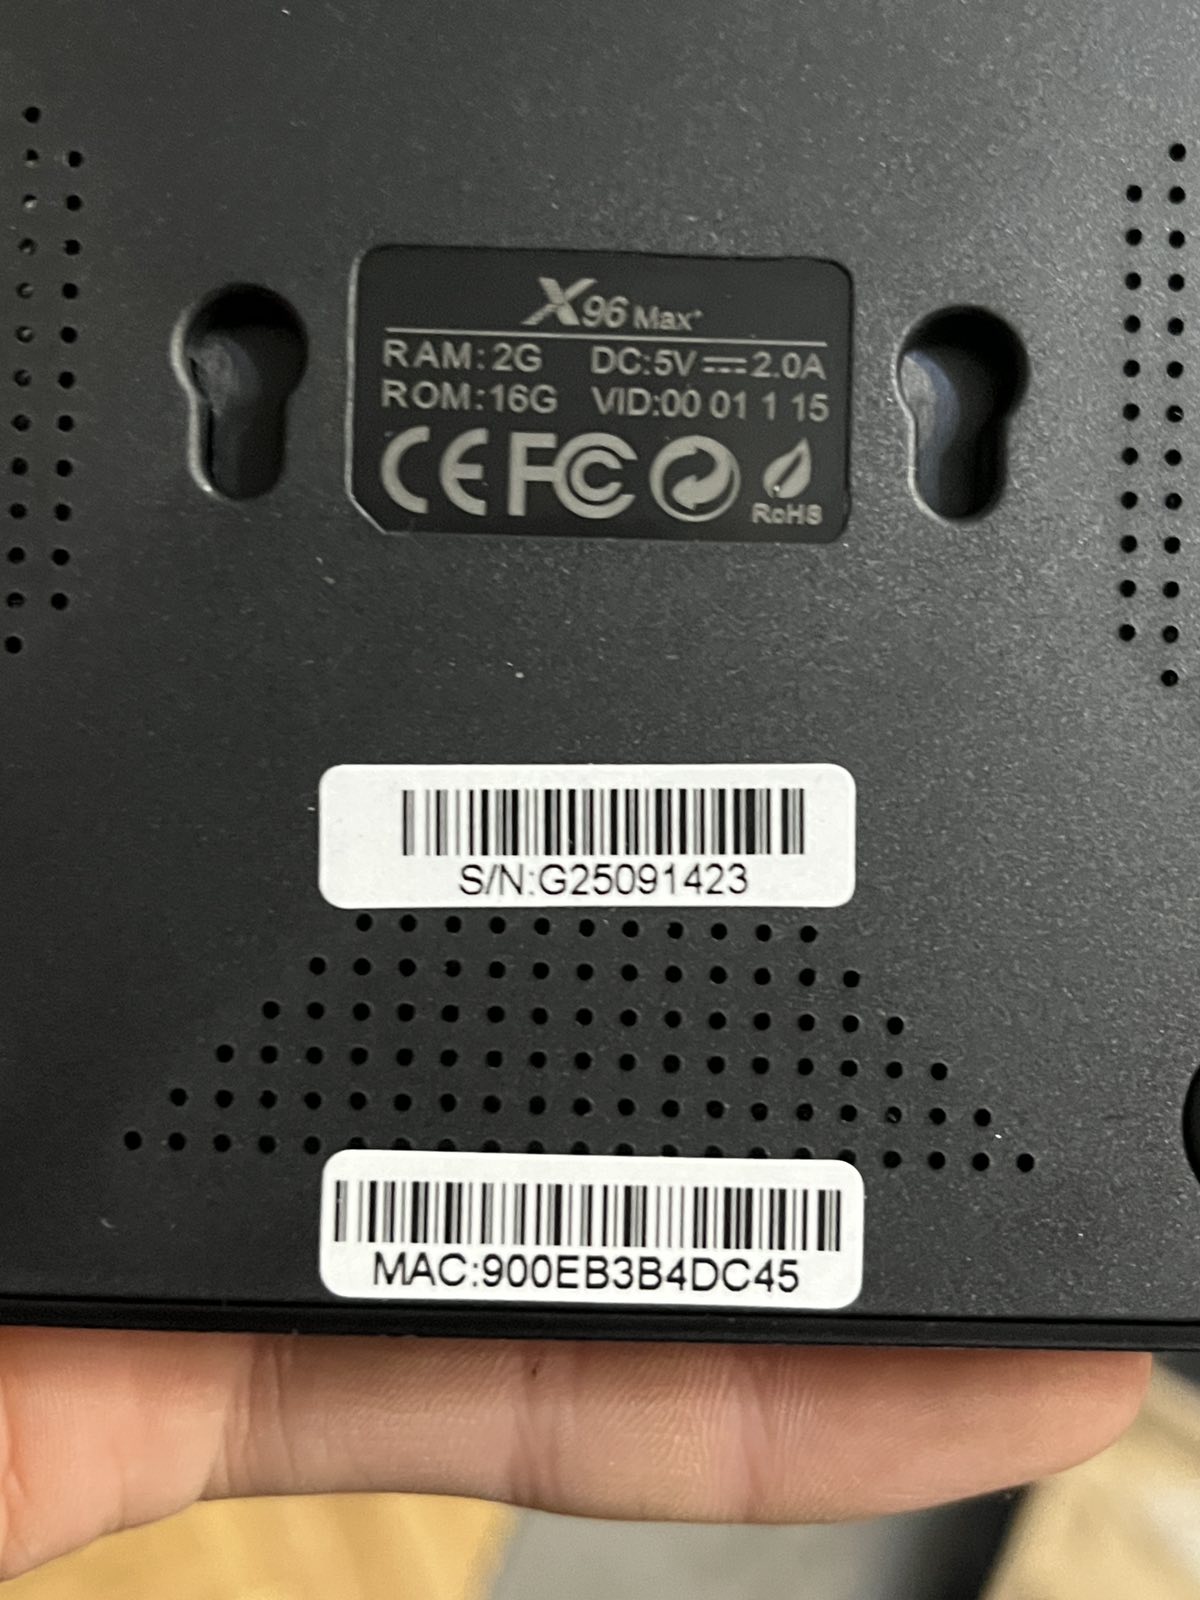 X96 Max+
RAM:2G DC:5V⎓2.0A
ROM:16G VID:00 01 1 15
CE FC RoHS
S/N:G25091423
MAC:900EB3B4DC45